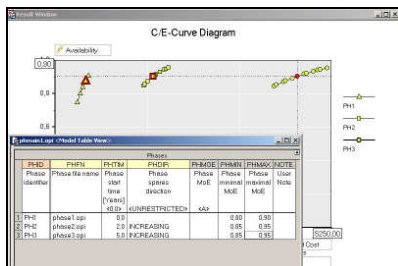 Result Window
C/E-Curve Diagram
Availability
0,90
0,8
0,6
PH1
PH2
PH3
phmain1.opi <Model Table View>
Phases
PHID PHFN PHTIM PHDIR PHMOE PHMIN PHMAX NOTE
Phase identifier Phase file name Phase start time [Years] <0,0> Phase spares direction <UNRESTRICTED> Phase MoE <A> Phase minimal MoE Phase maximal MoE User Note
1 PH1 phase1.opi 0,0 0,80 0,90
2 PH2 phase2.opi 2,0 INCREASING 0,85 0,95
3 PH3 phase3.opi 5,0 INCREASING 0,85 0,95
5250,00
Cost